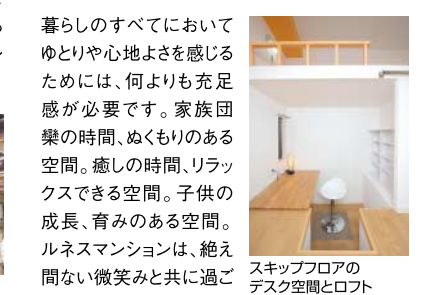 暮らしのすべてにおいて
ゆとりや心地よさを感じる
ためには、何よりも充足
感が必要です。家族団
欒の時間、ぬくもりのある
空間。癒しの時間、リラッ
クスできる空間。子供の
成長、育みのある空間。
ルネスマンションは、絶え
間ない微笑みと共に過ご
スキップフロアの
デスク空間とロフト